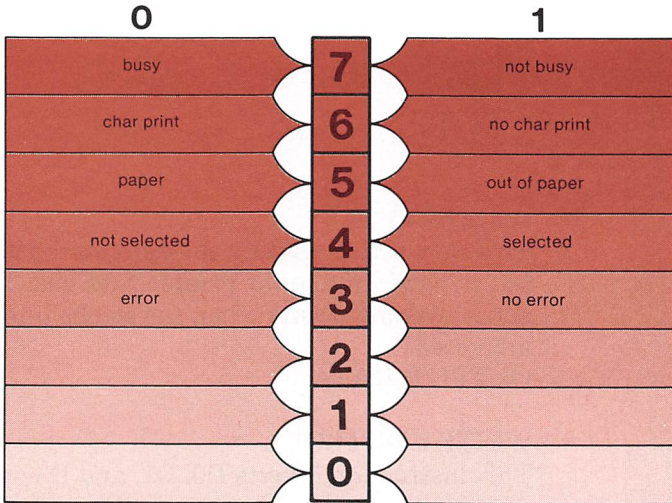 0 1
busy 7 not busy
char print 6 no char print
paper 5 out of paper
not selected 4 selected
error 3 no error
2
1
0